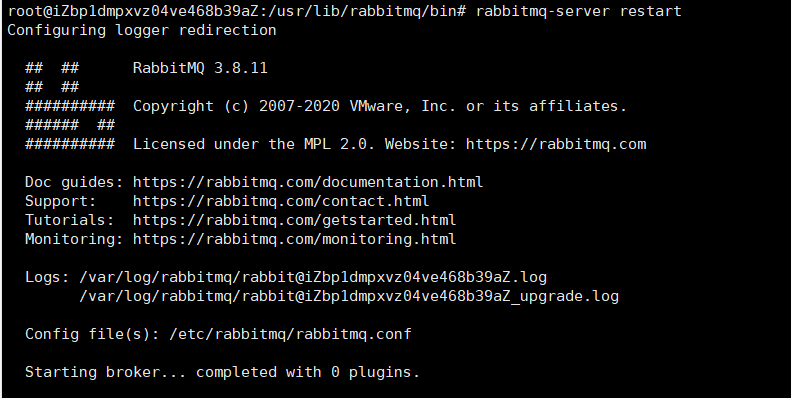 root@iZbp1dmpxvz04ve468b39aZ:/usr/lib/rabbitmq/bin# rabbitmq-server restart
Configuring logger redirection
  ##  ##      RabbitMQ 3.8.11
  ##  ##
  ##########  Copyright (c) 2007-2020 VMware, Inc. or its affiliates.
  ######  ##
  ##########  Licensed under the MPL 2.0. Website: https://rabbitmq.com
  Doc guides: https://rabbitmq.com/documentation.html
  Support:    https://rabbitmq.com/contact.html
  Tutorials:  https://rabbitmq.com/getstarted.html
  Monitoring: https://rabbitmq.com/monitoring.html
  Logs: /var/log/rabbitmq/rabbit@iZbp1dmpxvz04ve468b39aZ.log
        /var/log/rabbitmq/rabbit@iZbp1dmpxvz04ve468b39aZ_upgrade.log
  Config file(s): /etc/rabbitmq/rabbitmq.conf
  Starting broker... completed with 0 plugins.